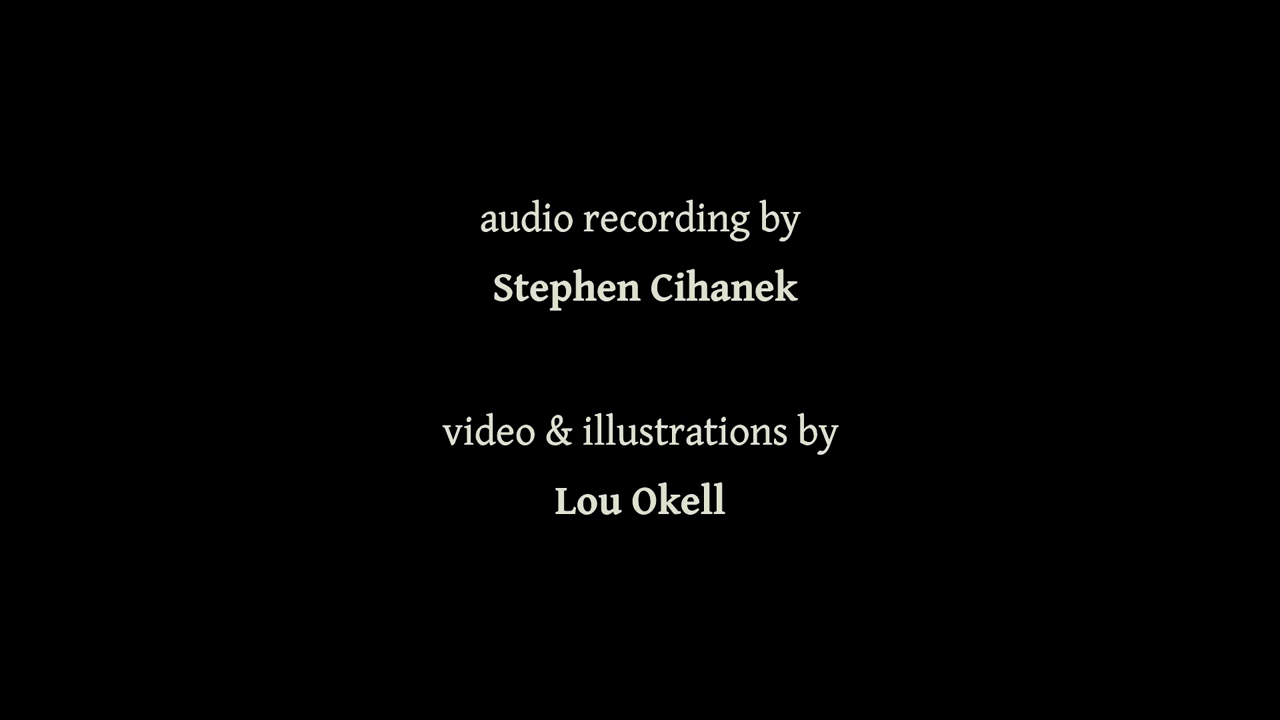 audio recording by
Stephen Cihanek
video & illustrations by
Lou Okell